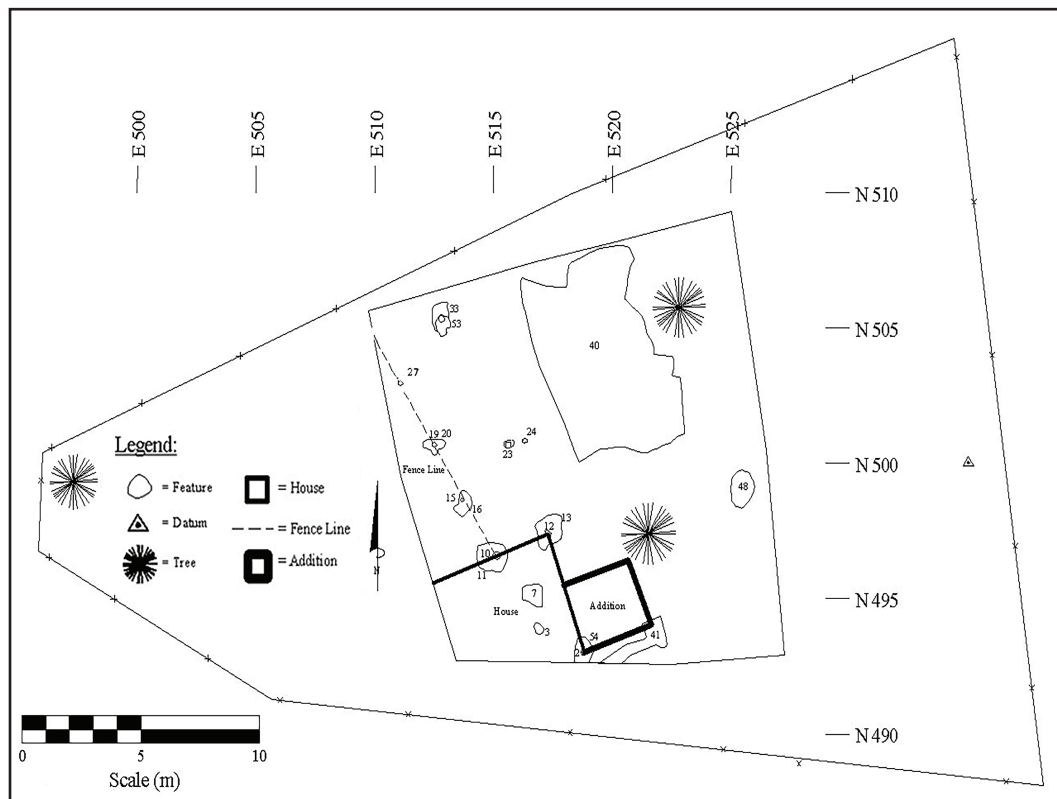 E 500
E 505
E 510
E 515
E 520
E 525
N 510
N 505
N 500
N 495
N 490
33
53
40
27
19 20
24
23
Fence Line
48
15
16
13
12
10
11
7
House
Addition
3
54
41
2
Legend:
= Feature
= House
= Datum
= Fence Line
= Tree
= Addition
N
0
5
10
Scale (m)